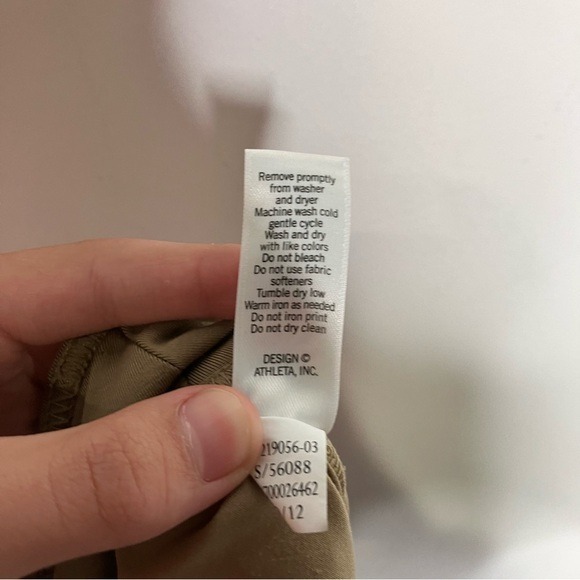 Remove promptly
from washer
and dryer
Machine wash cold
gentle cycle
Wash and dry
with like colors
Do not bleach
Do not use fabric
softeners
Tumble dry low
Warm iron as needed
Do not iron print
Do not dry clean
DESIGN ©
ATHLETA, INC.
219056-03
S/56088
00026462
/12